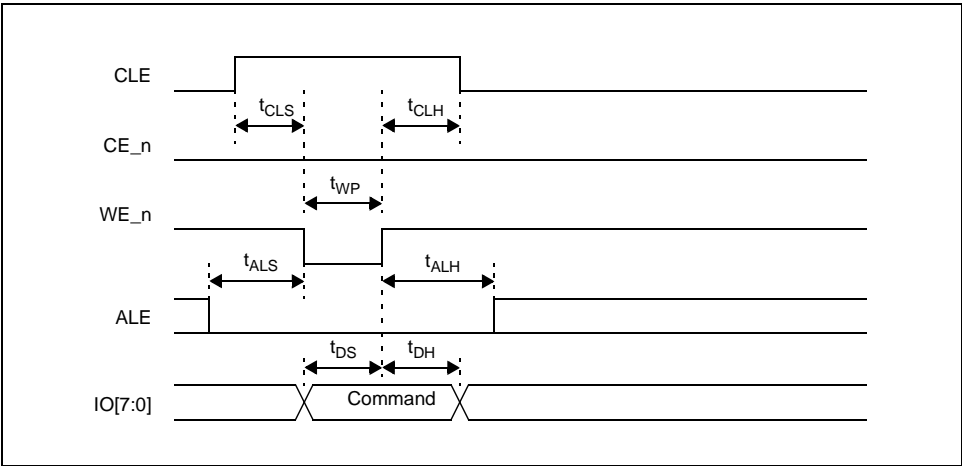 CLE
tCLS tCLH
CE_n
tWP
WE_n
tALS tALH
ALE
tDS tDH
IO[7:0] Command